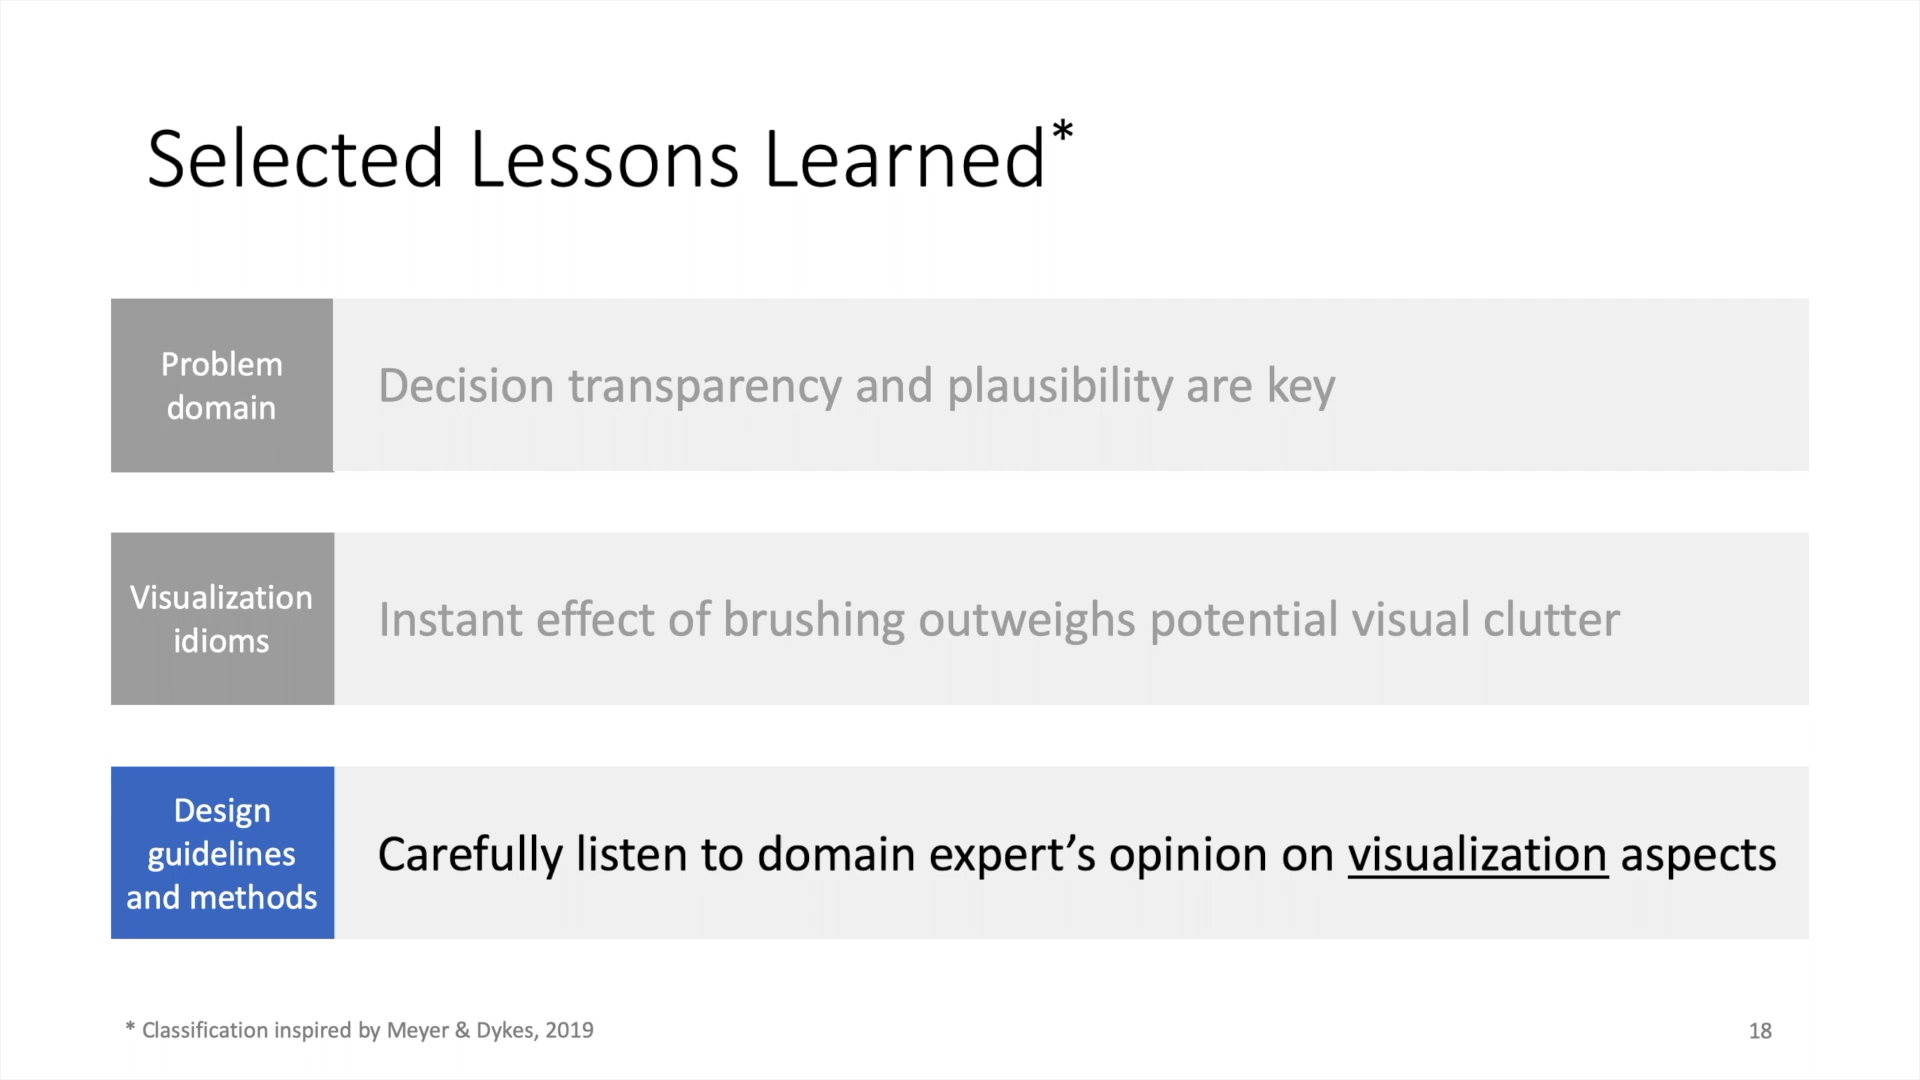 Selected Lessons Learned*
Problem
domain
Decision transparency and plausibility are key
Visualization
idioms
Instant effect of brushing outweighs potential visual clutter
Design
guidelines
and methods
Carefully listen to domain expert’s opinion on visualization aspects
* Classification inspired by Meyer & Dykes, 2019
18